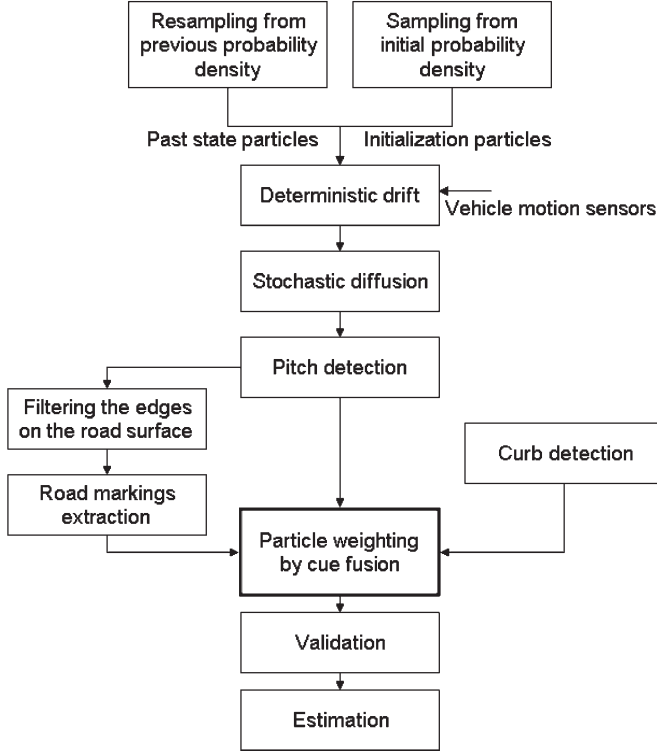 Resampling from
previous probability
density
Sampling from
initial probability
density
Past state particles
Initialization particles
Deterministic drift
Vehicle motion sensors
Stochastic diffusion
Pitch detection
Filtering the edges
on the road surface
Curb detection
Road markings
extraction
Particle weighting
by cue fusion
Validation
Estimation